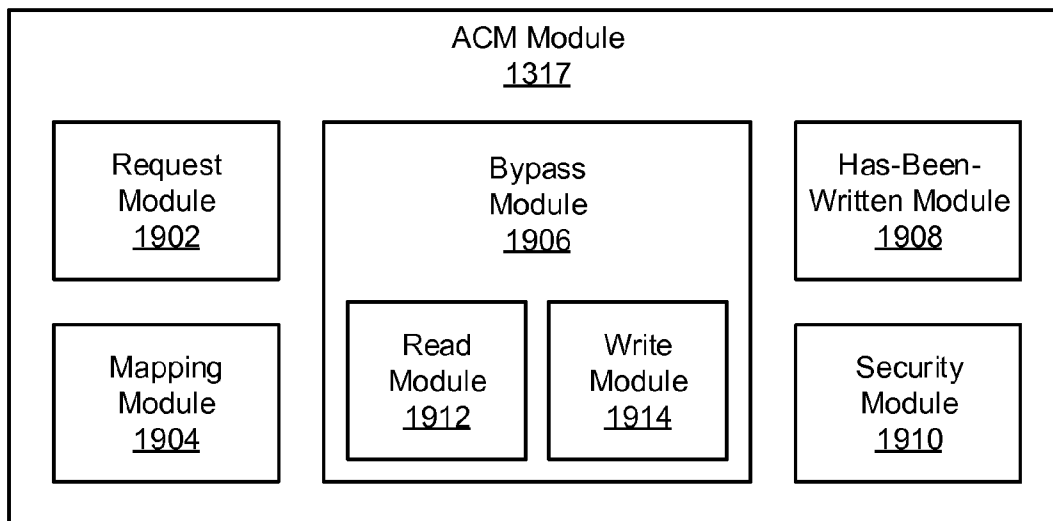 ACM Module
1317
Request
Module
1902
Bypass
Module
1906
Has-Been-
Written Module
1908
Mapping
Module
1904
Read
Module
1912
Write
Module
1914
Security
Module
1910